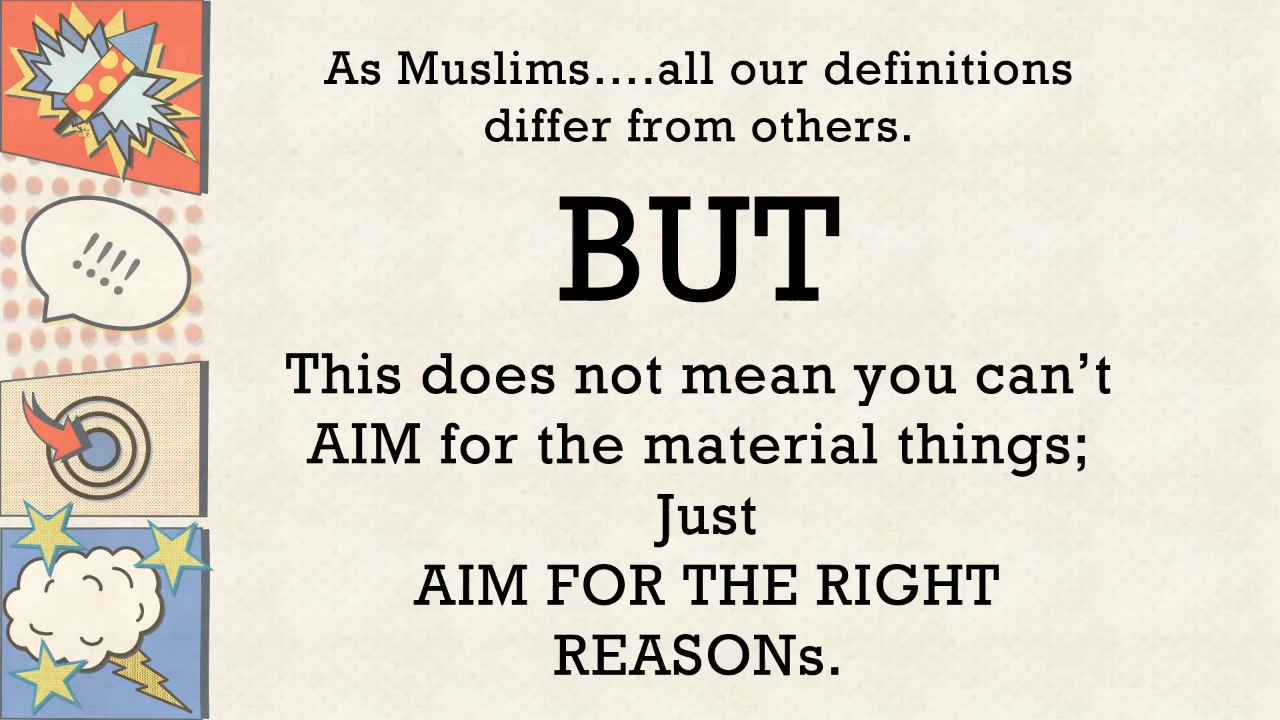 As Muslims....all our definitions
differ from others.
BUT
This does not mean you can’t
AIM for the material things;
Just
AIM FOR THE RIGHT
REASONs.
!!!!